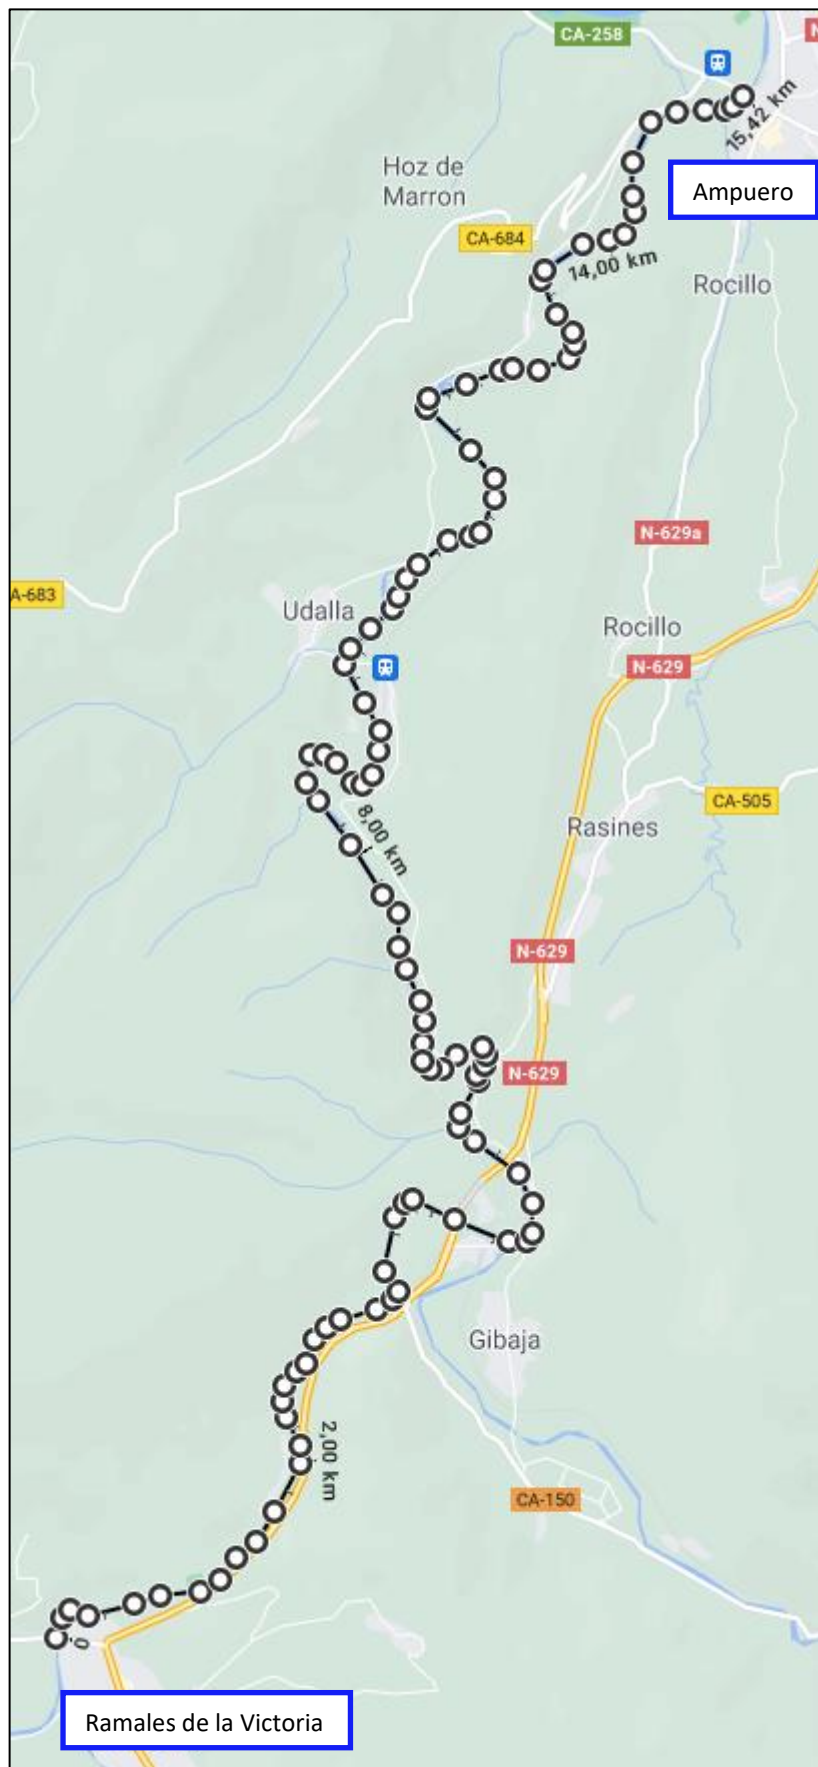 CA-258
N
15,42 km
Hoz de
Marron
Ampuero
CA-684
14,00 km
Rocillo
N-629a
A-683
Udalla
Rocillo
N-629
CA-505
8,00 km
Rasines
N-629
N-629
Gibaja
2,00 km
CA-150
0
Ramales de la Victoria